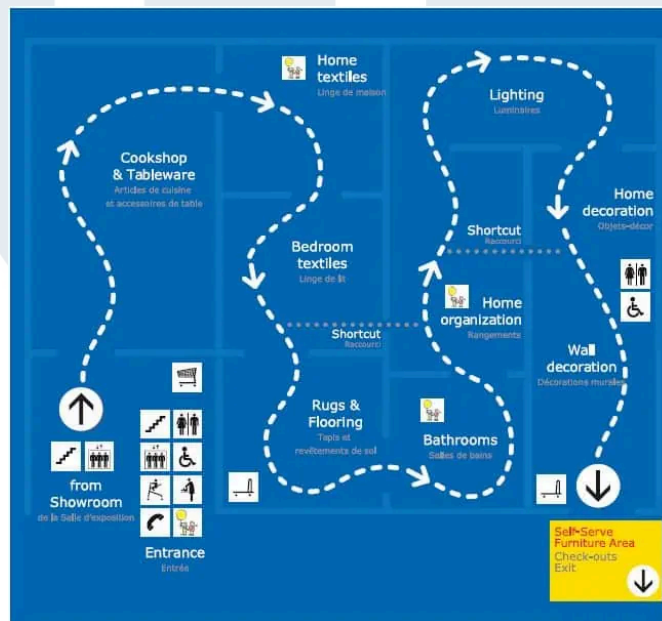 Home
textiles
Linge de maison
Lighting
Luminaires
Cookshop
& Tableware
Articles de cuisine
et accessoires de table
Home
decoration
Objets-décor
Bedroom
textiles
Linge de lit
Shortcut
Raccourci
Home
organization
Rangements
Shortcut
Raccourci
Wall
decoration
Décorations murales
Rugs &
Flooring
Tapis et
revêtements de sol
Bathrooms
Salles de bains
from
Showroom
de la Salle d'exposition
Entrance
Entrée
Self-Serve
Furniture Area
Check-outs
Exit